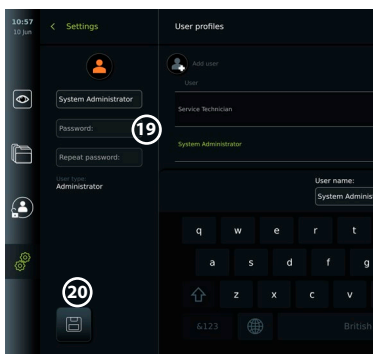 10:57
10 Jun
Settings
User profiles
Add user
User
System Administrator
Service Technician
Password:
19
System Administrator
Repeat password:
User type:
Administrator
User name:
System Adminis
q w e r t
a s d f g
20
z x c v
&123
British